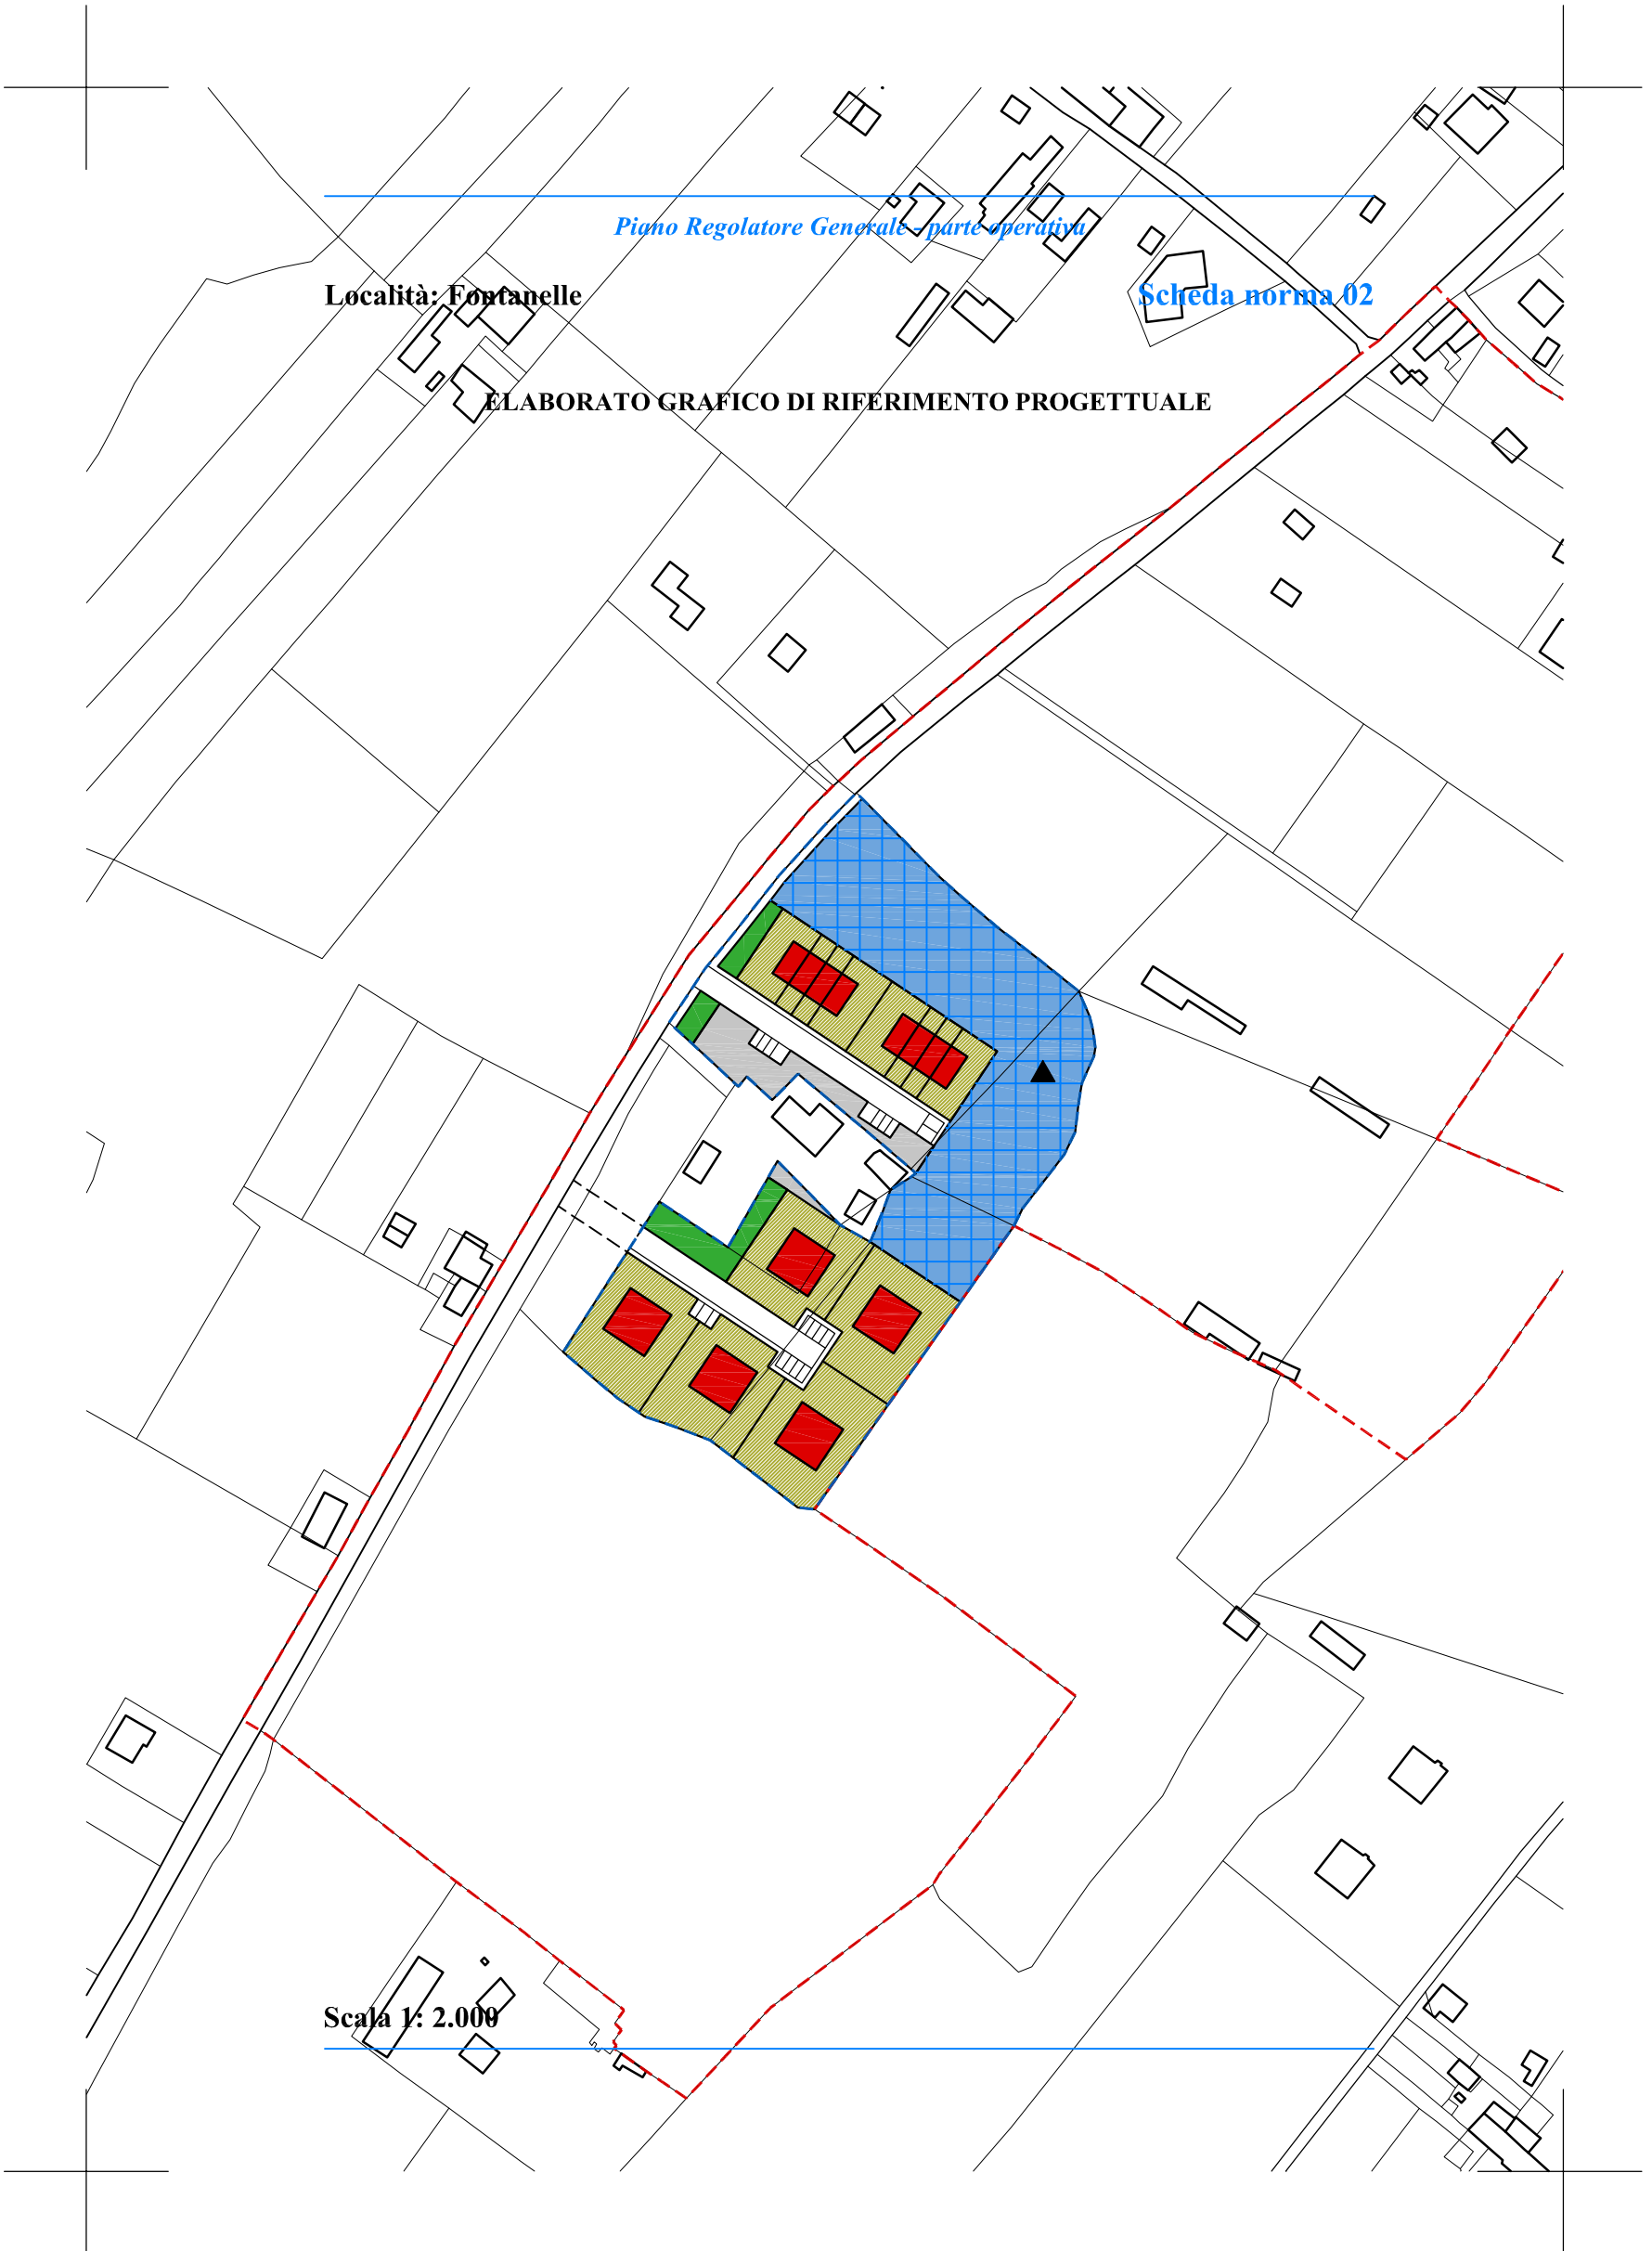 Piano Regolatore Generale - parte operativa
Località: Fontanelle
Scheda norma 02
ELABORATO GRAFICO DI RIFERIMENTO PROGETTUALE
Scala 1: 2.000